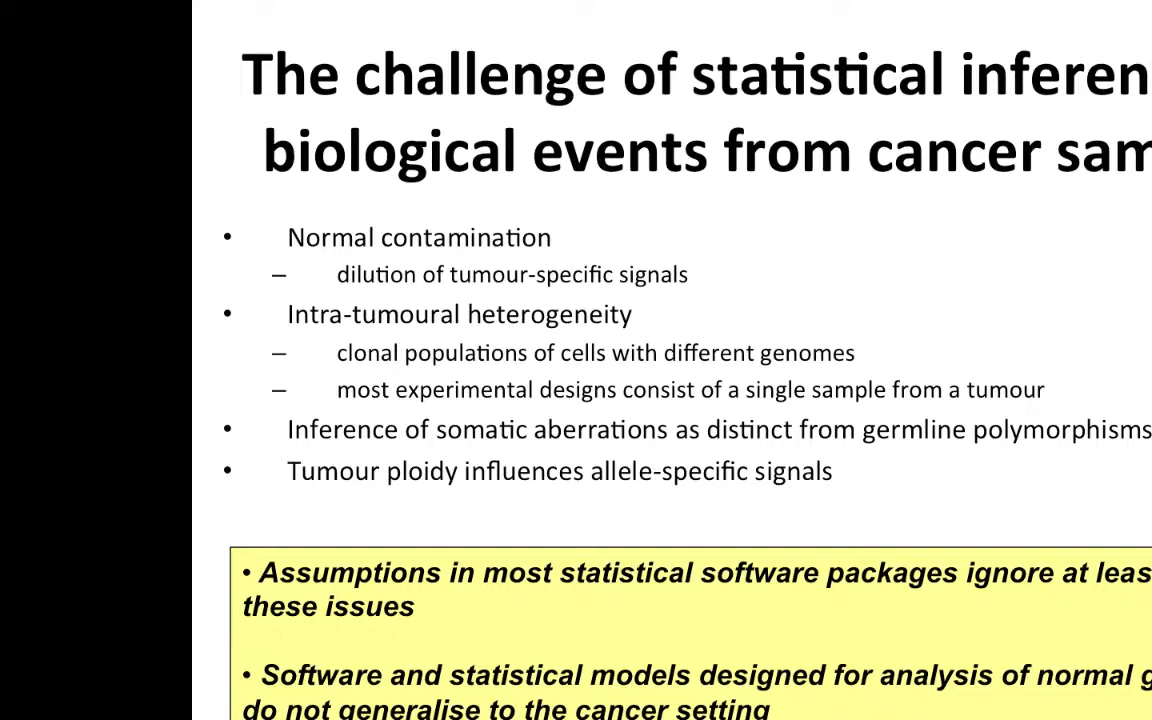 The challenge of statistical inferen
biological events from cancer sam
• Normal contamination
– dilution of tumour-specific signals
• Intra-tumoural heterogeneity
– clonal populations of cells with different genomes
– most experimental designs consist of a single sample from a tumour
• Inference of somatic aberrations as distinct from germline polymorphisms
• Tumour ploidy influences allele-specific signals
• Assumptions in most statistical software packages ignore at leas
these issues
• Software and statistical models designed for analysis of normal g
do not generalise to the cancer setting